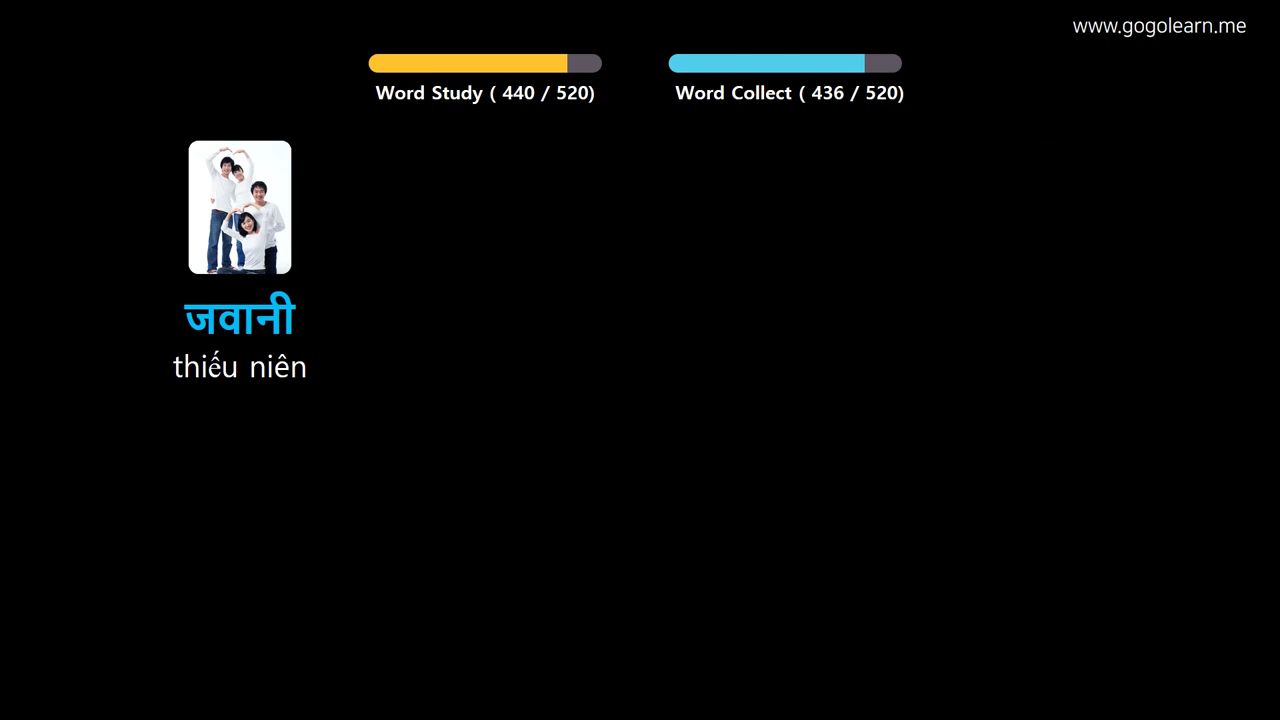 www.gogolearn.me
Word Study ( 440 / 520)
Word Collect ( 436 / 520)
जवानी
thiếu niên